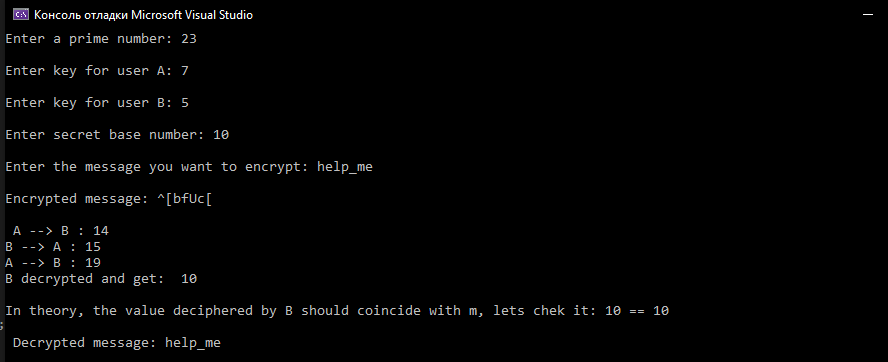 Консоль отладки Microsoft Visual Studio
Enter a prime number: 23
Enter key for user A: 7
Enter key for user B: 5
Enter secret base number: 10
Enter the message you want to encrypt: help_me
Encrypted message: ^[bfUc[
A --> B : 14
B --> A : 15
A --> B : 19
B decrypted and get:  10
In theory, the value deciphered by B should coincide with m, lets chek it: 10 == 10
Decrypted message: help_me